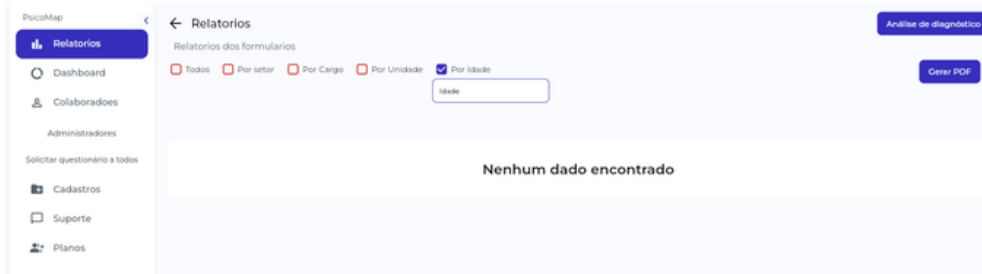 PsicoMap
Relatorios
Dashboard
Colaboradoes
Administradores
Solicitar questionário a todos
Cadastros
Suporte
Planos
Relatorios
Análise de diagnóstico
Relatorios dos formularios
Todos Por setor Por Cargo Por Unidade Por Idade
Gerar PDF
Idade
Nenhum dado encontrado